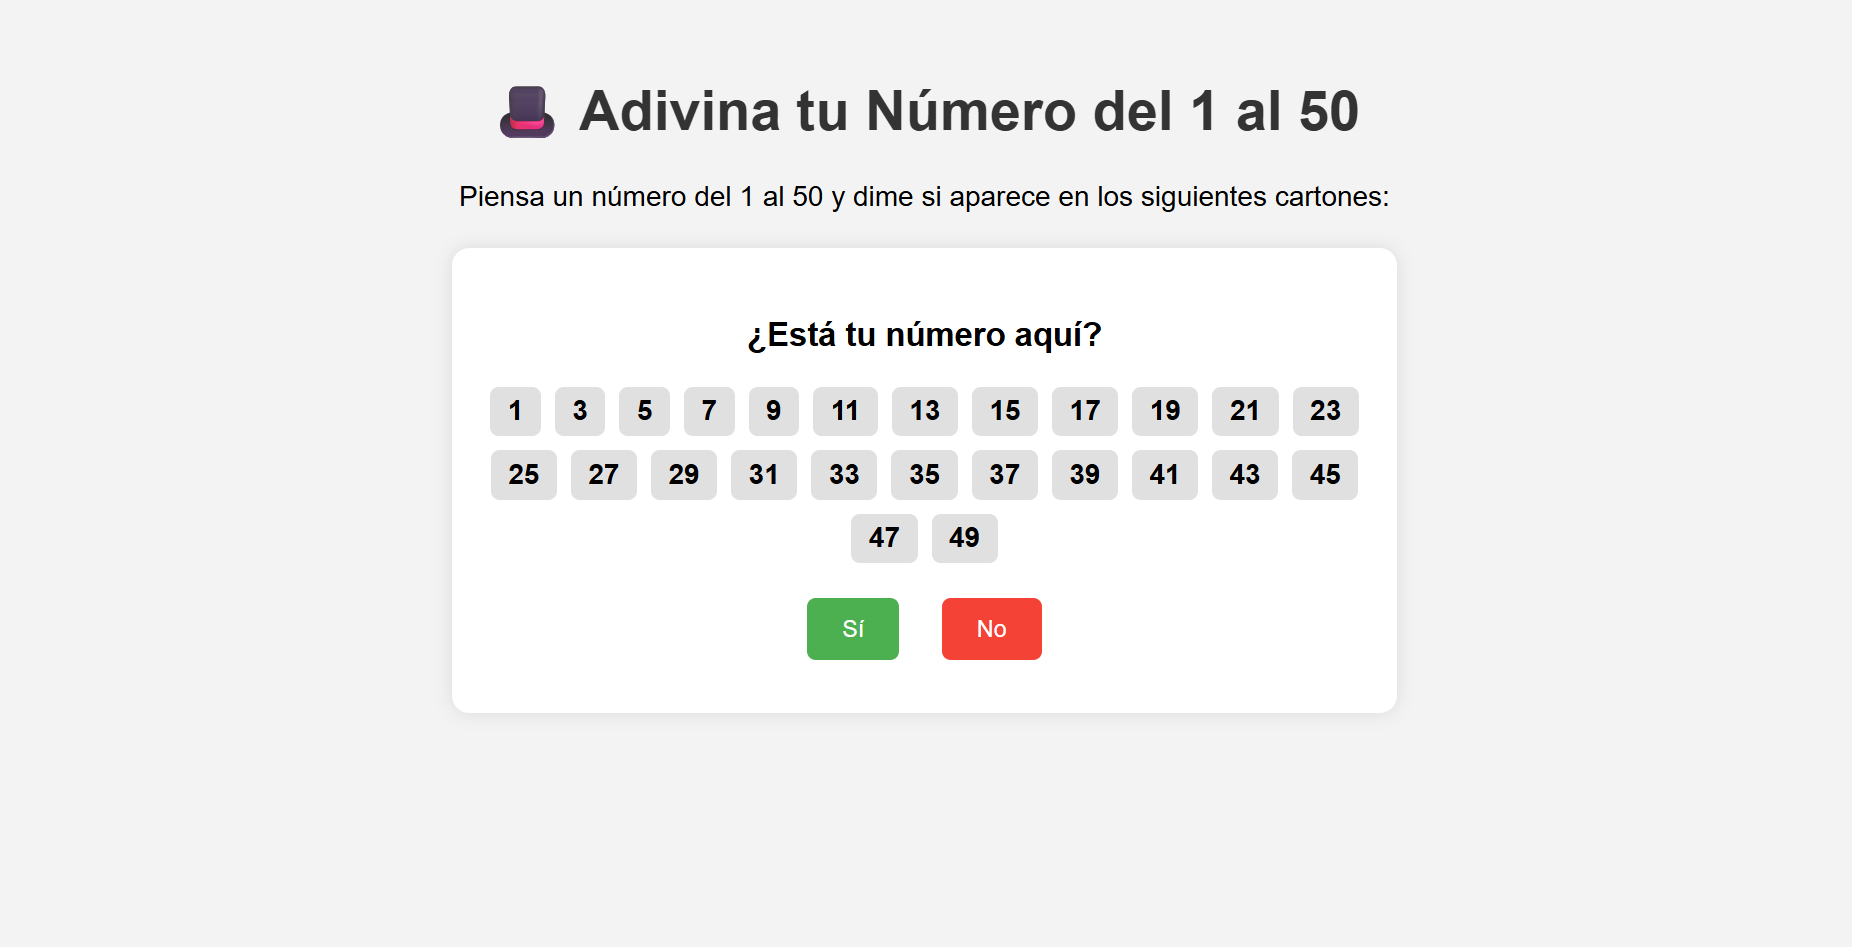 Adivina tu Número del 1 al 50
Piensa un número del 1 al 50 y dime si aparece en los siguientes cartones:
¿Está tu número aquí?
1 3 5 7 9 11 13 15 17 19 21 23
25 27 29 31 33 35 37 39 41 43 45
47 49
Sí No